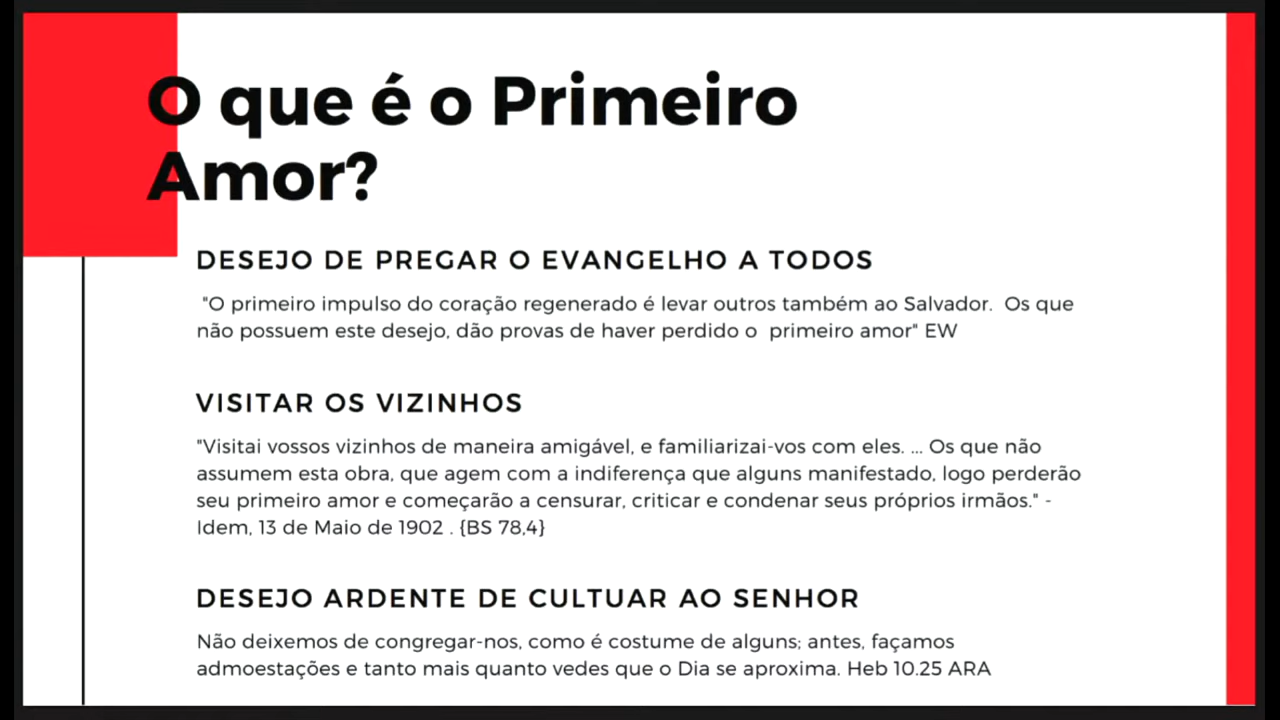 O que é o Primeiro
Amor?
DESEJO DE PREGAR O EVANGELHO A TODOS
"O primeiro impulso do coração regenerado é levar outros também ao Salvador.  Os que
não possuem este desejo, dão provas de haver perdido o  primeiro amor" EW
VISITAR OS VIZINHOS
"Visitai vossos vizinhos de maneira amigável, e familiarizai-vos com eles. ... Os que não
assumem esta obra, que agem com a indiferença que alguns manifestado, logo perderão
seu primeiro amor e começarão a censurar, criticar e condenar seus próprios irmãos." -
Idem, 13 de Maio de 1902 . {BS 78,4}
DESEJO ARDENTE DE CULTUAR AO SENHOR
Não deixemos de congregar-nos, como é costume de alguns; antes, façamos
admoestações e tanto mais quanto vedes que o Dia se aproxima. Heb 10.25 ARA